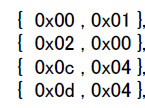 { 0x00 , 0x01 },
{ 0x02 , 0x00 },
{ 0x0c , 0x04 },
{ 0x0d , 0x04 },